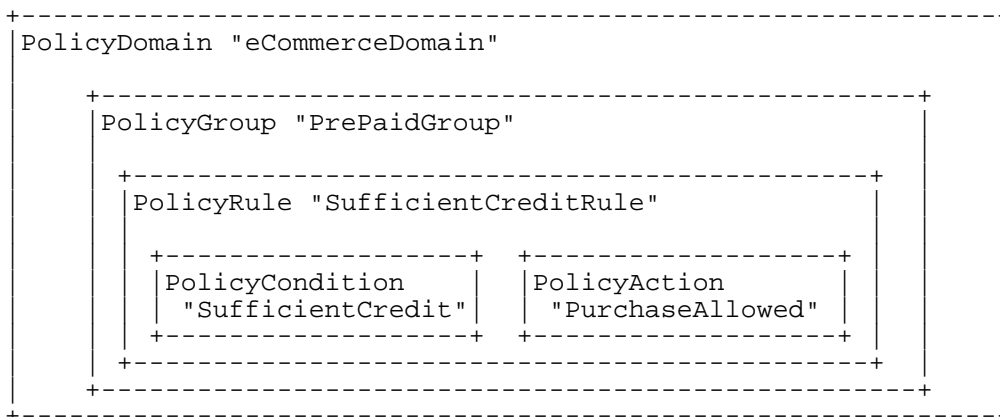 PolicyDomain "eCommerceDomain"
PolicyGroup "PrePaidGroup"
PolicyRule "SufficientCreditRule"
PolicyCondition PolicyAction
"SufficientCredit" "PurchaseAllowed"